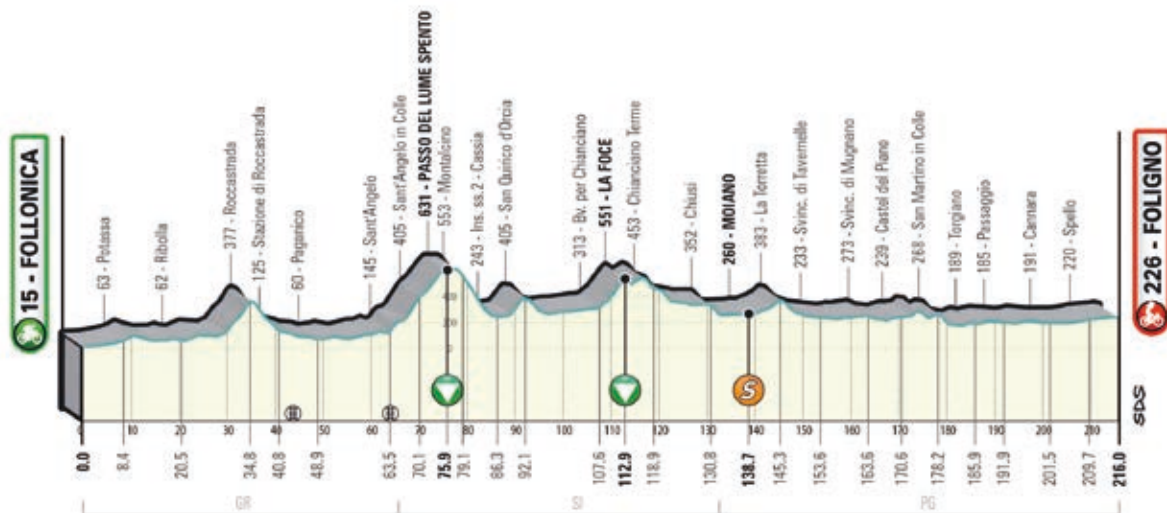 15 - FOLLONICA
63 - Potassa
62 - Ribolla
377 - Roccastrada
125 - Stazione di Roccastrada
60 - Paganico
145 - Sant'Angelo
405 - Sant'Angelo in Colle
631 - PASSO DEL LUME SPENTO
553 - Montalcino
243 - Ins. ss.2 - Cassia
405 - San Quirico d'Orcia
313 - Bv. per Chianciano
551 - LA FOCE
453 - Chianciano Terme
352 - Chiusi
260 - MOIANO
383 - La Torretta
233 - Svinc. di Tavernelle
273 - Svinc. di Mugnano
239 - Castel del Piano
268 - San Martino in Colle
189 - Torgiano
185 - Passaggio
191 - Cannara
220 - Spello
226 - FOLIGNO
400
200
0
S
SDS
0 10 20 30 40 50 60 70 80 90 100 110 120 130 140 150 160 170 180 190 200 210
0.0 8.4 20.5 34.8 40.8 48.9 63.5 70.1 75.9 79.1 86.3 92.1 107.6 112.9 118.9 130.8 138.7 145.3 153.6 163.6 170.6 178.2 185.9 191.9 201.5 209.7 216.0
GR SI PG